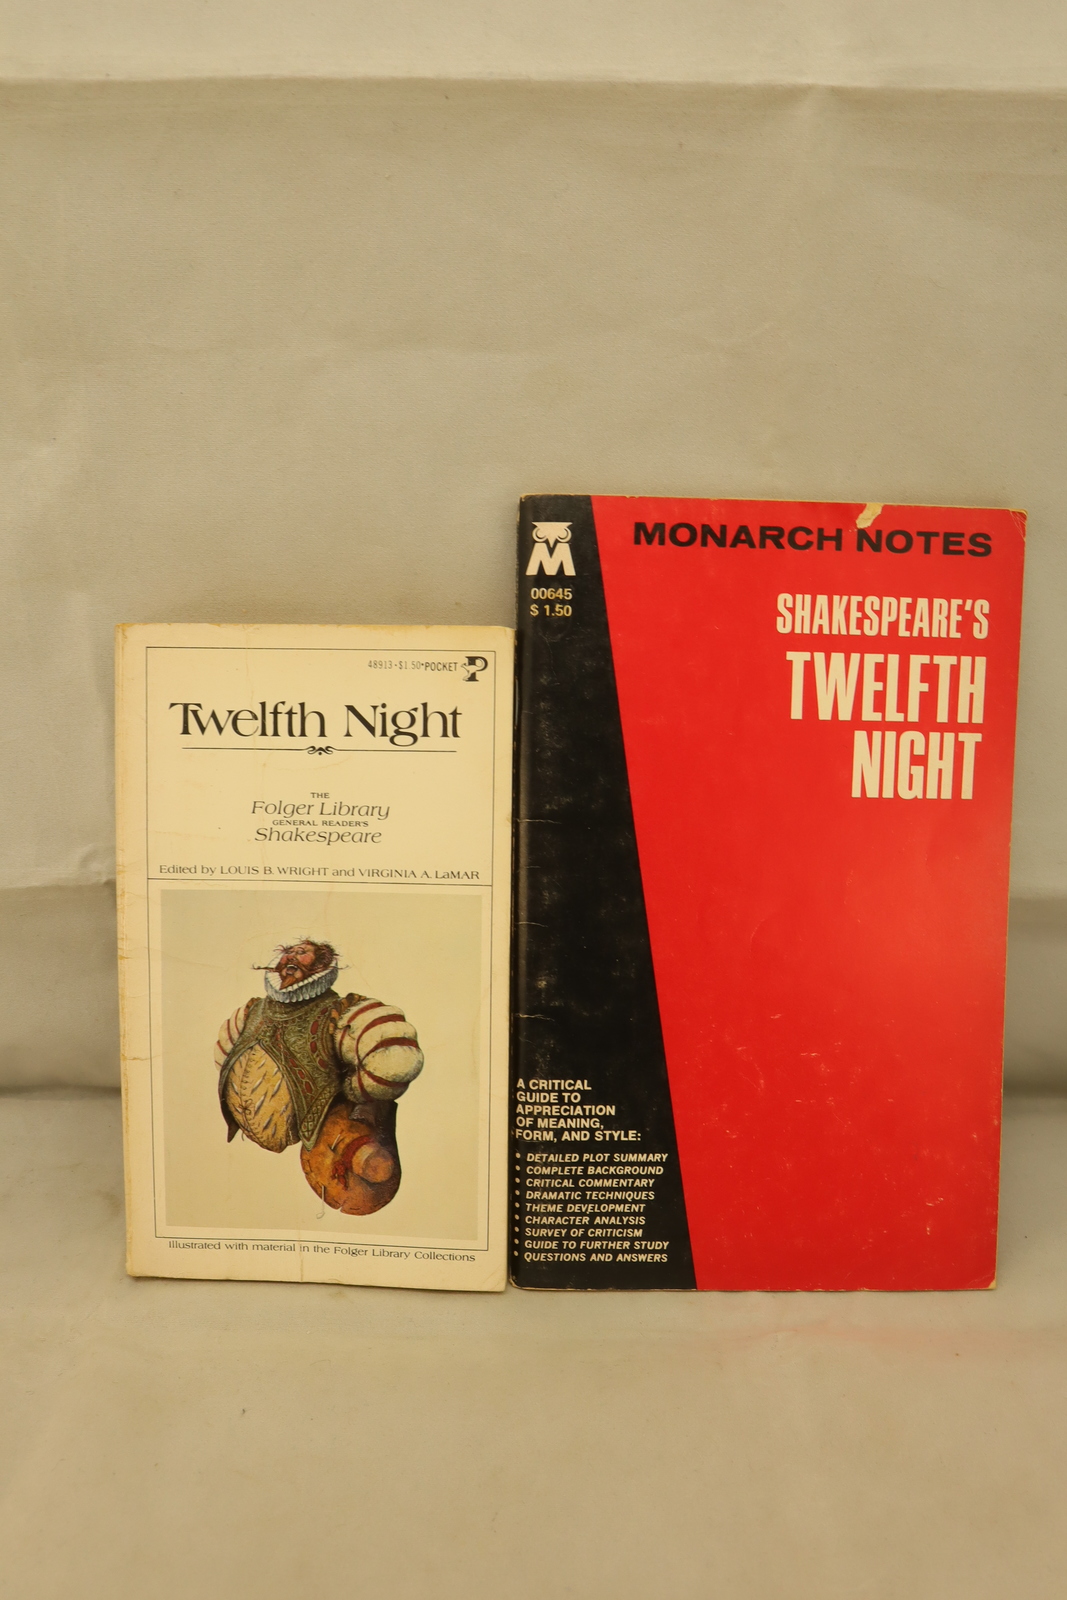 48913·$1.50·POCKET
Twelfth Night
THE
Folger Library
GENERAL READER'S
Shakespeare
Edited by LOUIS B. WRIGHT and VIRGINIA A. LaMAR
Illustrated with material in the Folger Library Collections
M
00645
$ 1.50
MONARCH NOTES
SHAKESPEARE'S
TWELFTH
NIGHT
A CRITICAL
GUIDE TO
APPRECIATION
OF MEANING,
FORM, AND STYLE:
• DETAILED PLOT SUMMARY
• COMPLETE BACKGROUND
• CRITICAL COMMENTARY
• DRAMATIC TECHNIQUES
• THEME DEVELOPMENT
• CHARACTER ANALYSIS
• SURVEY OF CRITICISM
• GUIDE TO FURTHER STUDY
• QUESTIONS AND ANSWERS